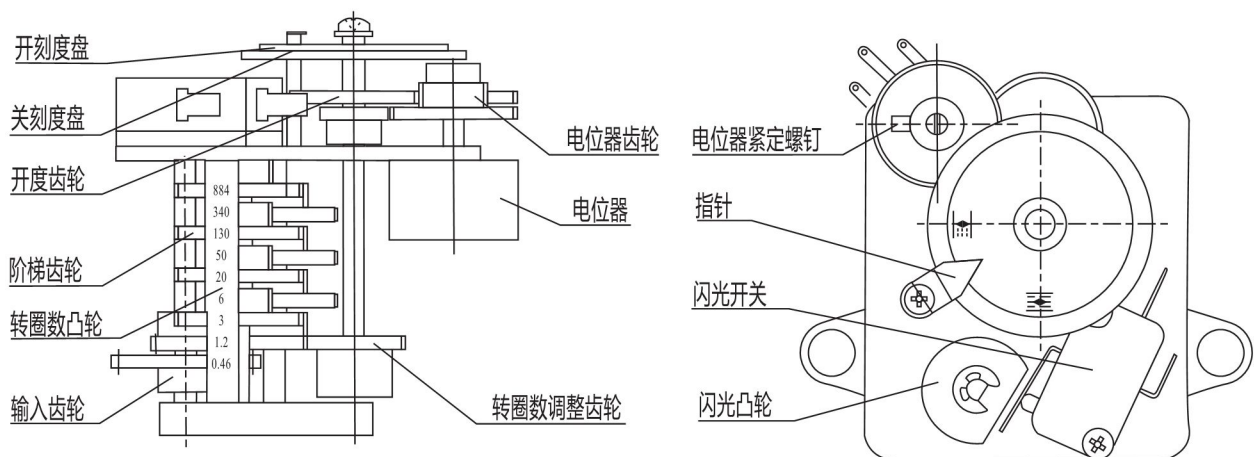 开刻度盘
关刻度盘
开度齿轮
阶梯齿轮
转圈数凸轮
输入齿轮
884
340
130
50
20
6
3
1.2
0.46
电位器齿轮
电位器
转圈数调整齿轮
电位器紧定螺钉
指针
闪光开关
闪光凸轮